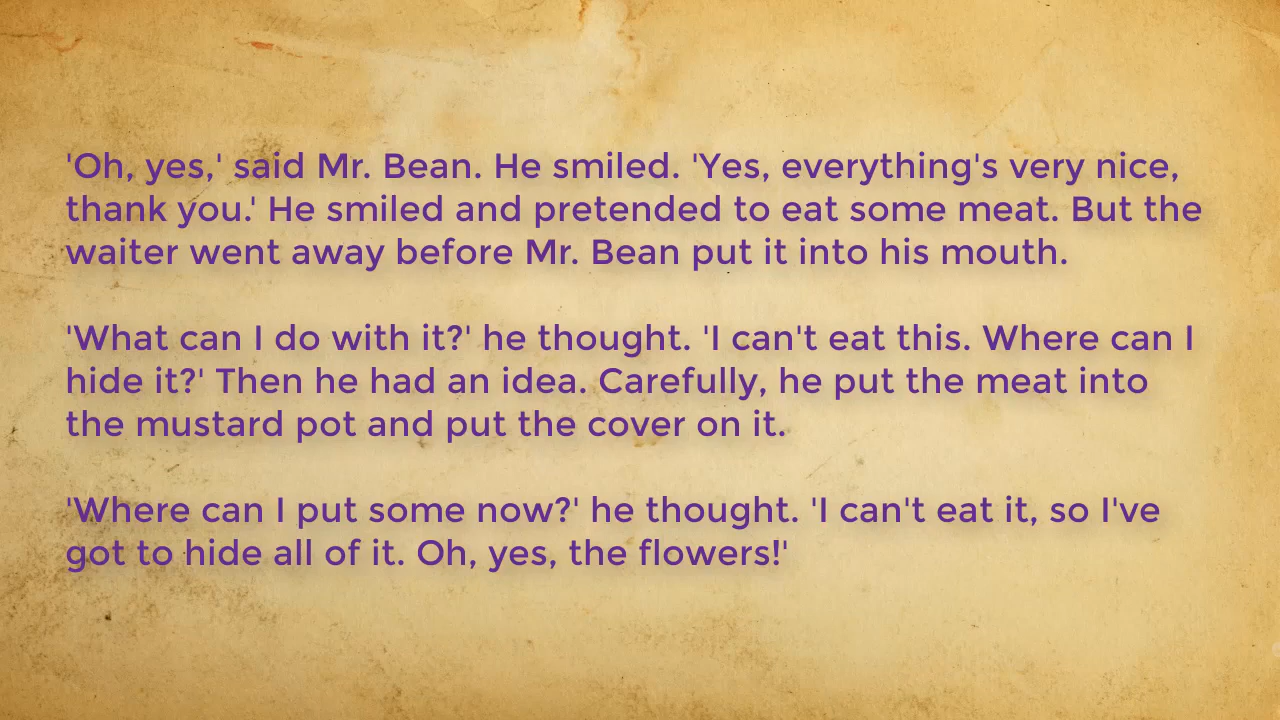 'Oh, yes,' said Mr. Bean. He smiled. 'Yes, everything's very nice,
thank you.' He smiled and pretended to eat some meat. But the
waiter went away before Mr. Bean put it into his mouth.
'What can I do with it?' he thought. 'I can't eat this. Where can I
hide it?' Then he had an idea. Carefully, he put the meat into
the mustard pot and put the cover on it.
'Where can I put some now?' he thought. 'I can't eat it, so I've
got to hide all of it. Oh, yes, the flowers!'